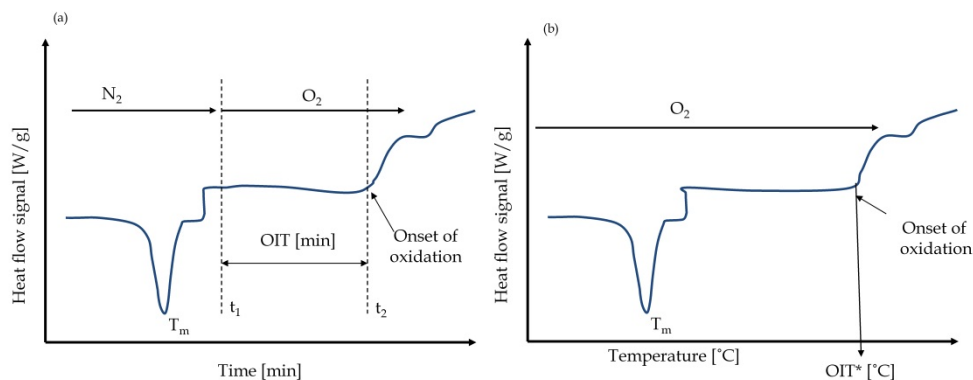 (a)
Heat flow signal [W/g]
N₂
O₂
OIT [min]
Onset of
oxidation
t₁
t₂
Tₘ
Time [min]
(b)
Heat flow signal [W/g]
O₂
Onset of
oxidation
Tₘ
Temperature [˚C]
OIT* [˚C]